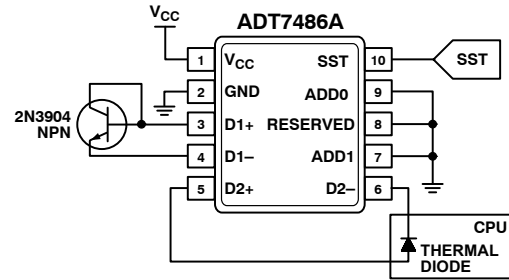 ADT7486A
VCC
1 VCC SST 10 SST
2 GND ADD0 9
2N3904
NPN
3 D1+ RESERVED 8
4 D1– ADD1 7
5 D2+ D2– 6
CPU
THERMAL
DIODE